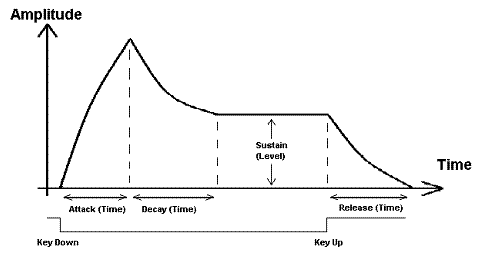 Amplitude
Sustain
(Level)
Time
Attack (Time)
Decay (Time)
Release (Time)
Key Down
Key Up